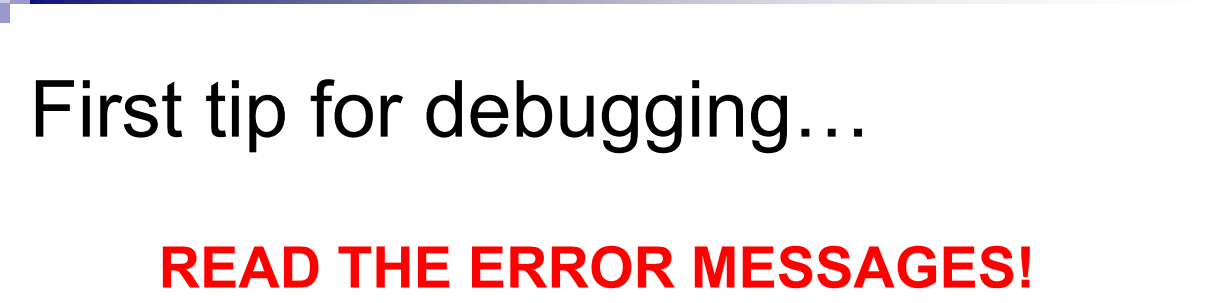 First tip for debugging…
READ THE ERROR MESSAGES!